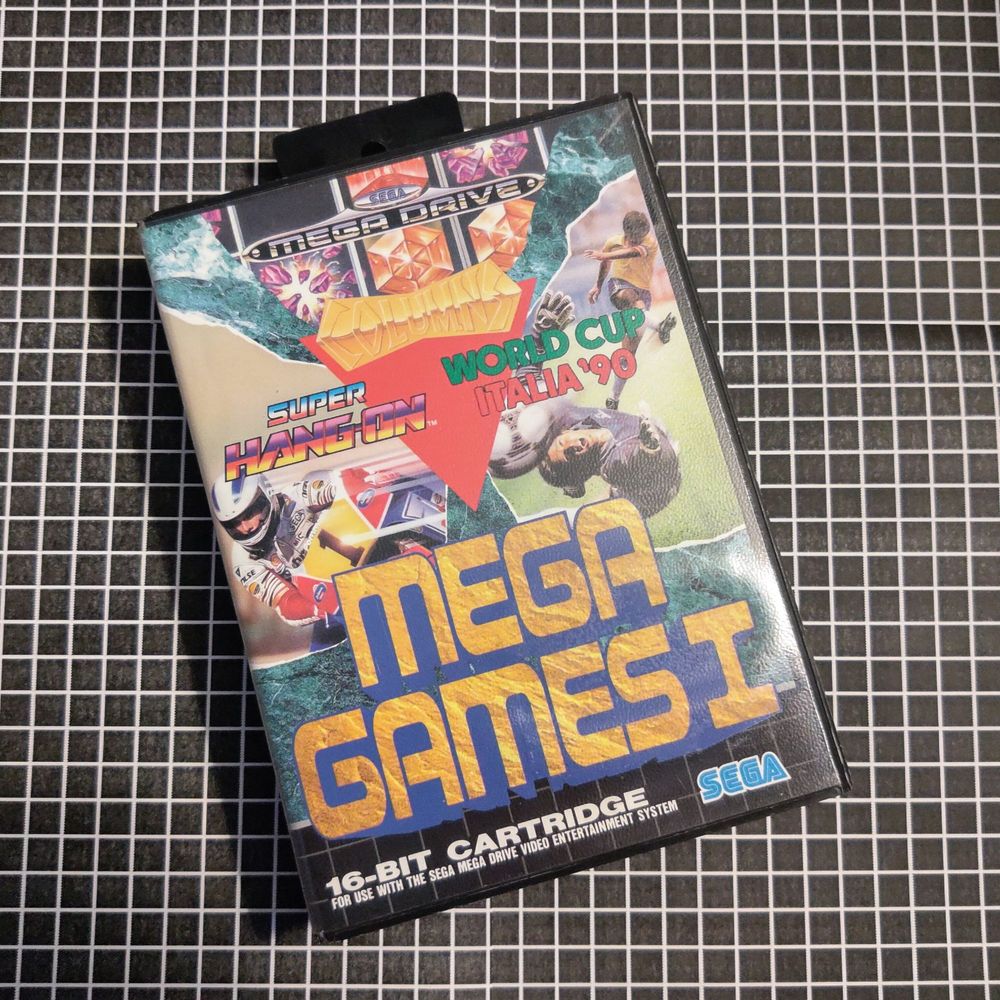 SEGA
MEGA DRIVE
COLUMNS
WORLD CUP
ITALIA '90
SUPER
HANG-ON™
MEGA
GAMES I
SEGA
16-BIT CARTRIDGE
FOR USE WITH THE SEGA MEGA DRIVE VIDEO ENTERTAINMENT SYSTEM